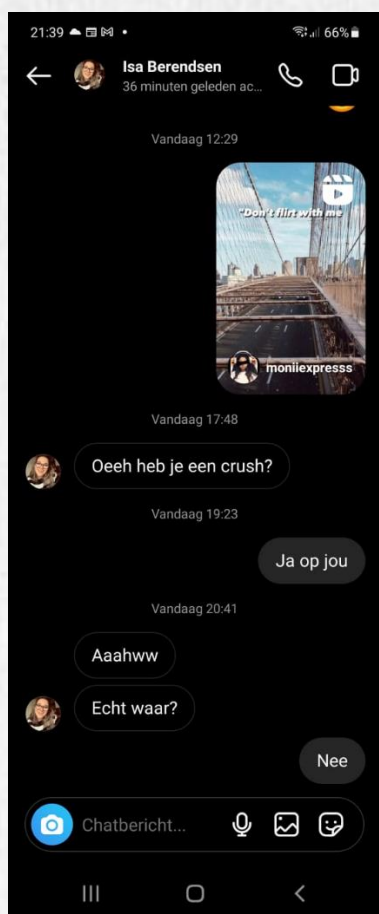 21:39
66%
Isa Berendsen
36 minuten geleden ac...
Vandaag 12:29
"Don't flirt with me
moniiexpresss
Vandaag 17:48
Oeeh heb je een crush?
Vandaag 19:23
Ja op jou
Vandaag 20:41
Aaahww
Echt waar?
Nee
Chatbericht...